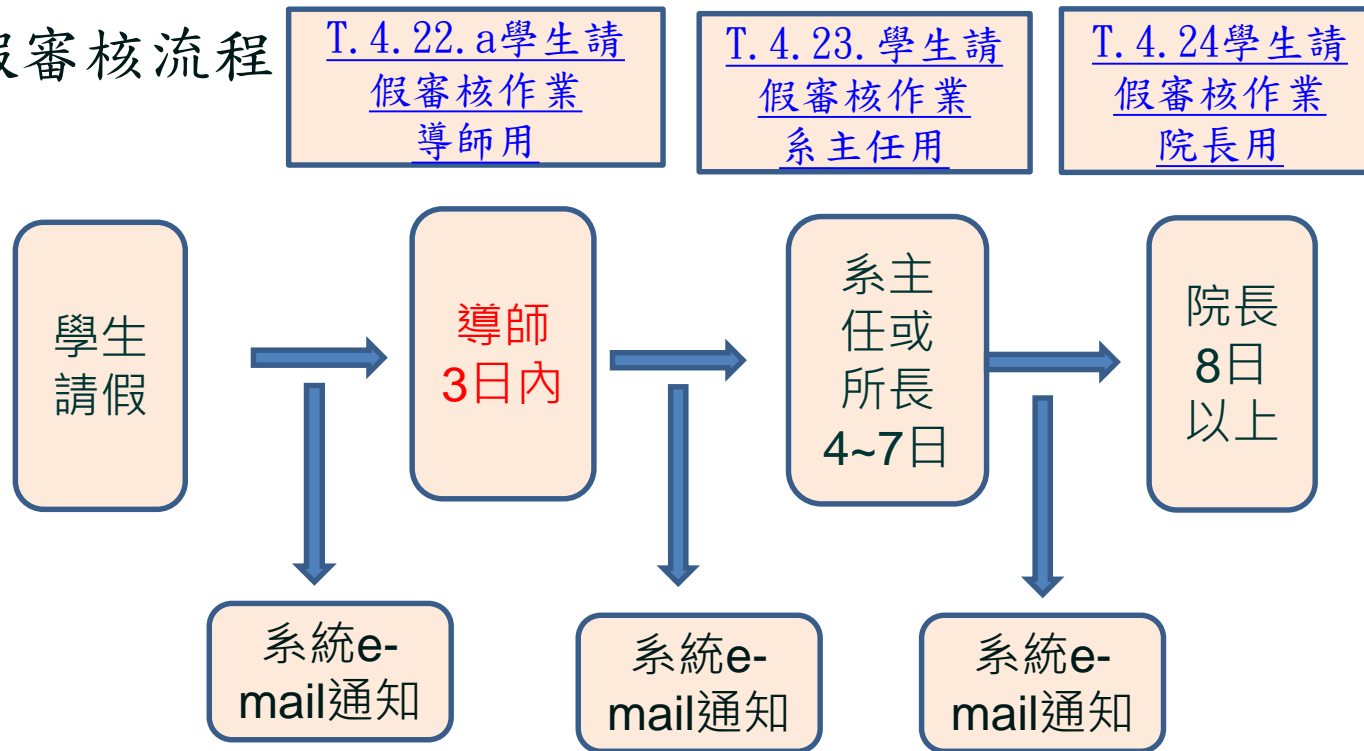 假審核流程
T.4.22.a學生請
假審核作業
導師用
T.4.23.學生請
假審核作業
系主任用
T.4.24學生請
假審核作業
院長用
學生
請假
導師
3日內
系主
任或
所長
4~7日
院長
8日
以上
系統e-
mail通知
系統e-
mail通知
系統e-
mail通知